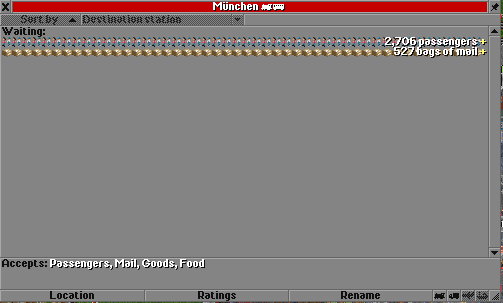 München
Sort by Destination station
Waiting:
2,706 passengers +
527 bags of mail +
Accepts: Passengers, Mail, Goods, Food
Location Ratings Rename